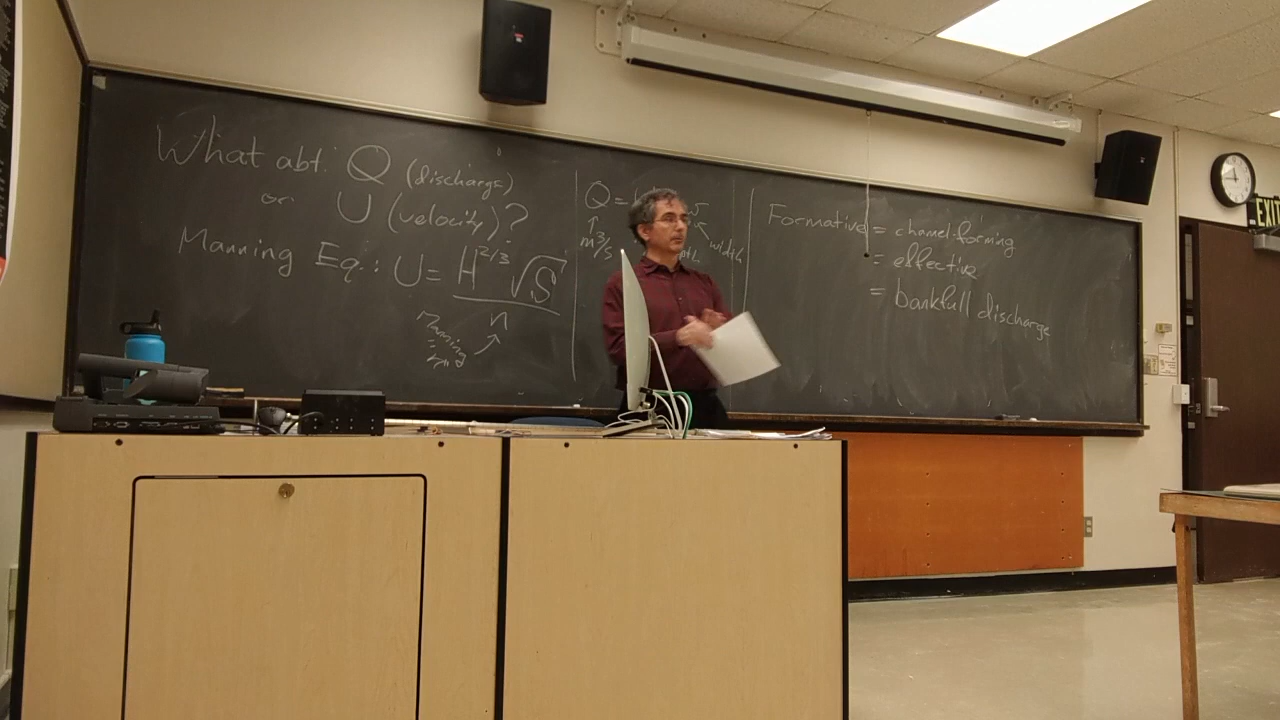 What abt. Q (discharge)
or U (velocity)?
Manning Eq.: U = H^2/3 √S
n
Manning
Q =
m³/s
width
Formative = channel-forming
= effective
= bankfull discharge
EXIT